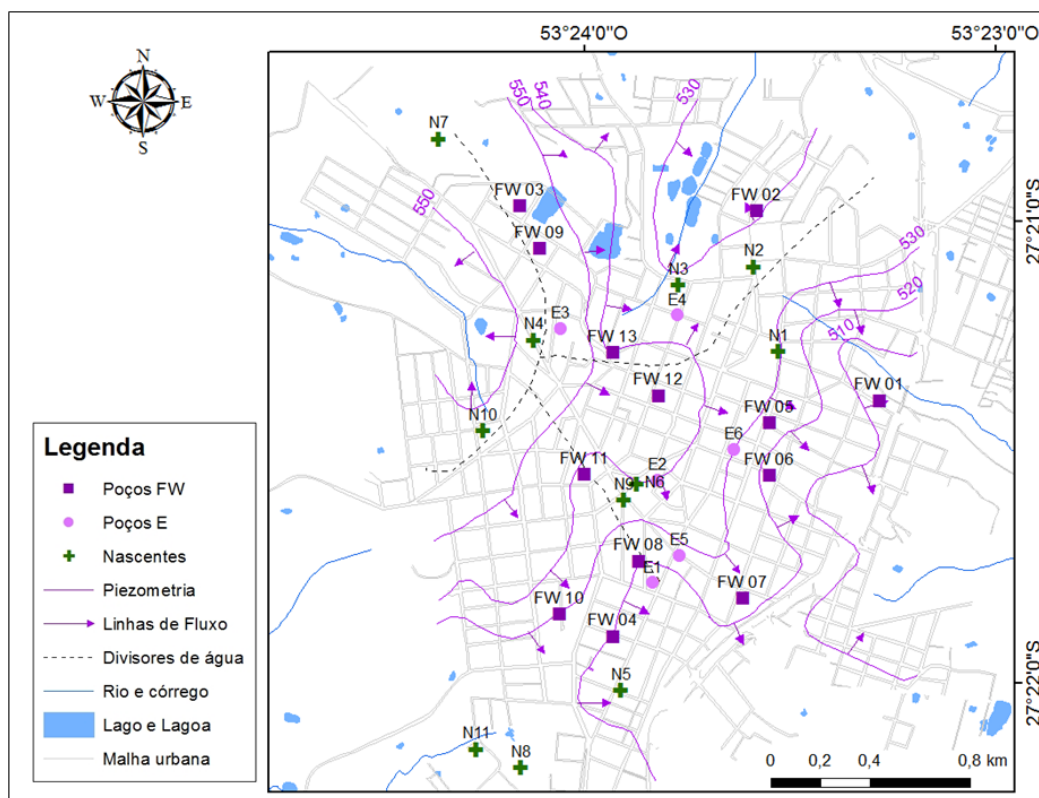 53°24'0"O
53°23'0"O
N
W
E
S
550
540
530
N7
FW 03
FW 02
27°21'0"S
550
FW 09
N2
530
N3
520
E4
E3
510
N4
FW 13
N1
FW 12
FW 01
FW 05
N10
E6
FW 11
E2
FW 06
N9
N6
FW 08
E5
E1
FW 07
FW 10
FW 04
N5
27°22'0"S
N11
N8
Legenda
Poços FW
Poços E
Nascentes
Piezometria
Linhas de Fluxo
Divisores de água
Rio e córrego
Lago e Lagoa
Malha urbana
0
0,2
0,4
0,8 km